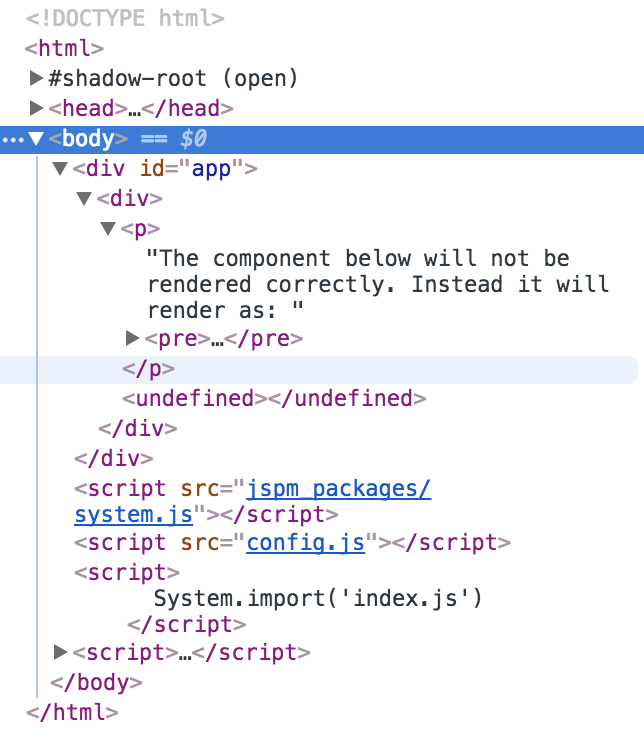 <!DOCTYPE html>
<html>
▶#shadow-root (open)
▶<head>…</head>
…▼<body> == $0
▼<div id="app">
▼<div>
▼<p>
"The component below will not be
rendered correctly. Instead it will
render as: "
▶<pre>…</pre>
</p>
<undefined></undefined>
</div>
</div>
<script src="jspm_packages/
system.js"></script>
<script src="config.js"></script>
<script>
System.import('index.js')
</script>
▶<script>…</script>
</body>
</html>